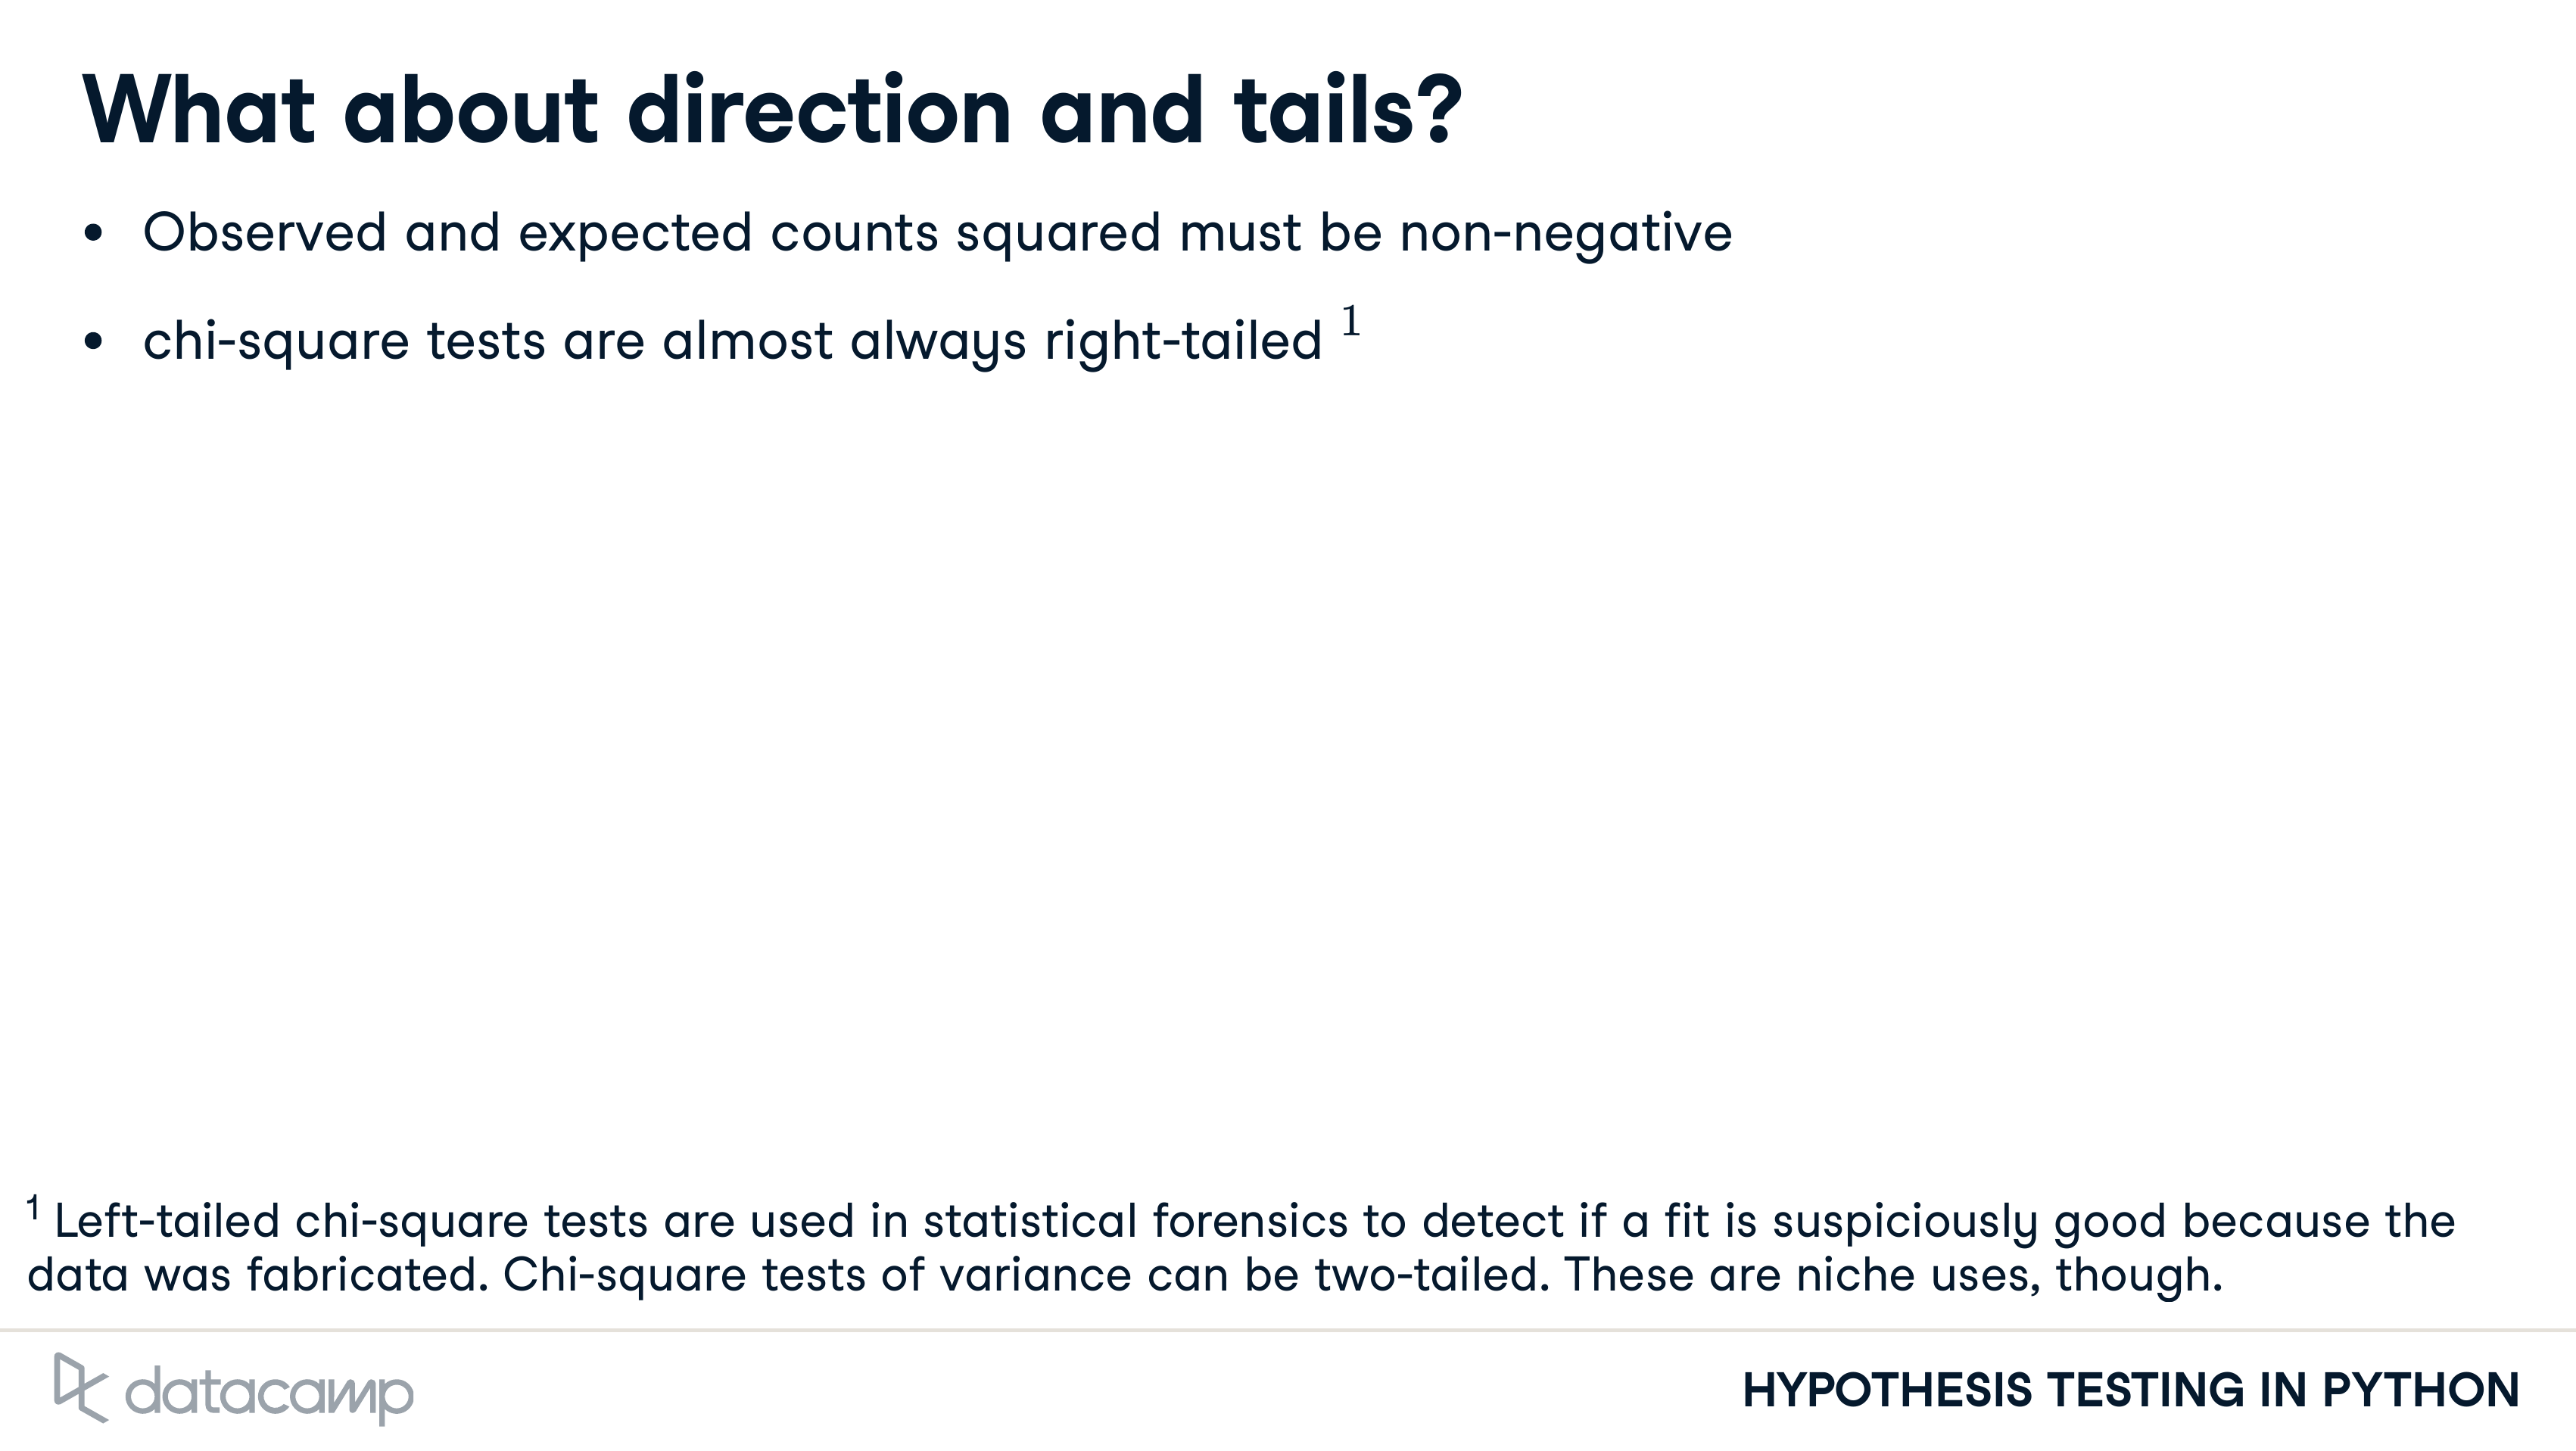 What about direction and tails?
• Observed and expected counts squared must be non-negative
• chi-square tests are almost always right-tailed 1
1 Left-tailed chi-square tests are used in statistical forensics to detect if a fit is suspiciously good because the
data was fabricated. Chi-square tests of variance can be two-tailed. These are niche uses, though.
datacamp
HYPOTHESIS TESTING IN PYTHON